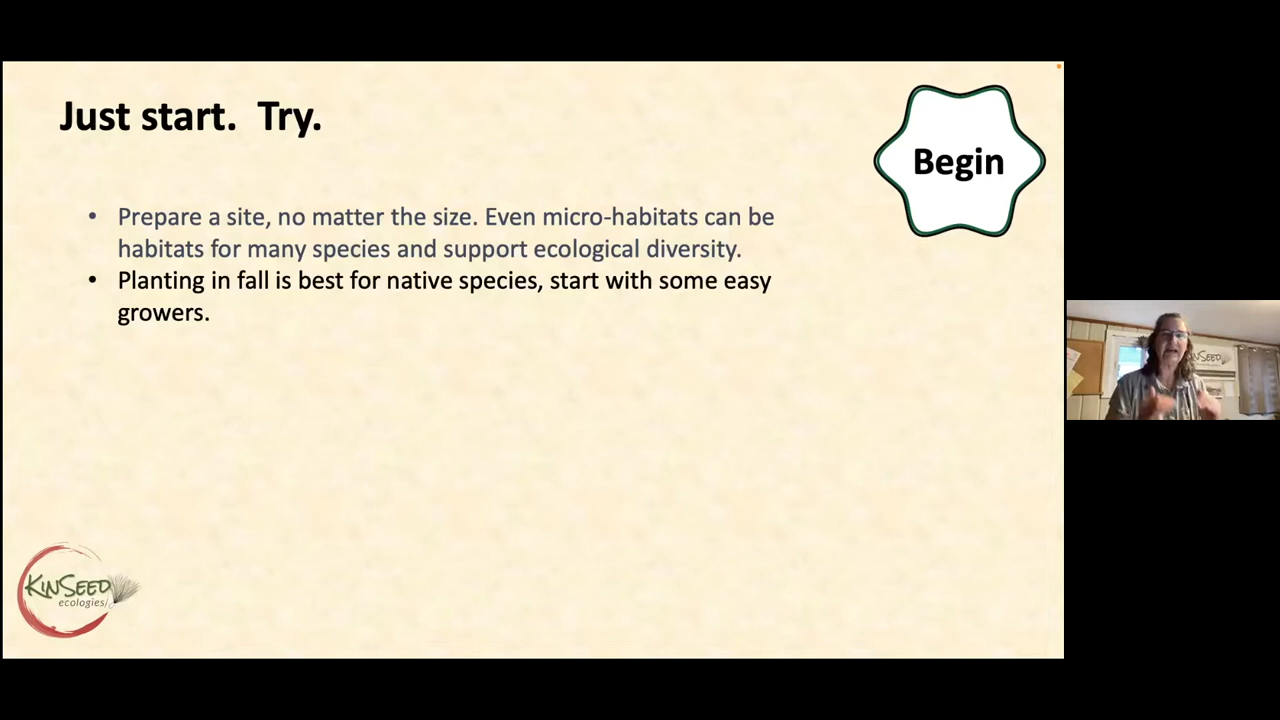 Just start.  Try.
Begin
• Prepare a site, no matter the size. Even micro-habitats can be
habitats for many species and support ecological diversity.
• Planting in fall is best for native species, start with some easy
growers.
KINSEED
ecologies
KINSEED